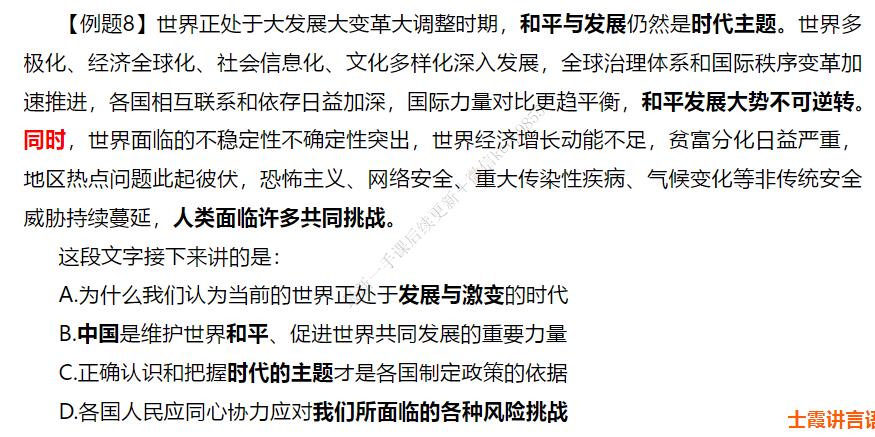 【例题8】世界正处于大发展大变革大调整时期，和平与发展仍然是时代主题。世界多
极化、经济全球化、社会信息化、文化多样化深入发展，全球治理体系和国际秩序变革加
速推进，各国相互联系和依存日益加深，国际力量对比更趋平衡，和平发展大势不可逆转。
同时，世界面临的不稳定性不确定性突出，世界经济增长动能不足，贫富分化日益严重，
地区热点问题此起彼伏，恐怖主义、网络安全、重大传染性疾病、气候变化等非传统安全
威胁持续蔓延，人类面临许多共同挑战。
这段文字接下来讲的是：
A.为什么我们认为当前的世界正处于发展与激变的时代
B.中国是维护世界和平、促进世界共同发展的重要力量
C.正确认识和把握时代的主题才是各国制定政策的依据
D.各国人民应同心协力应对我们所面临的各种风险挑战
士霞讲言语